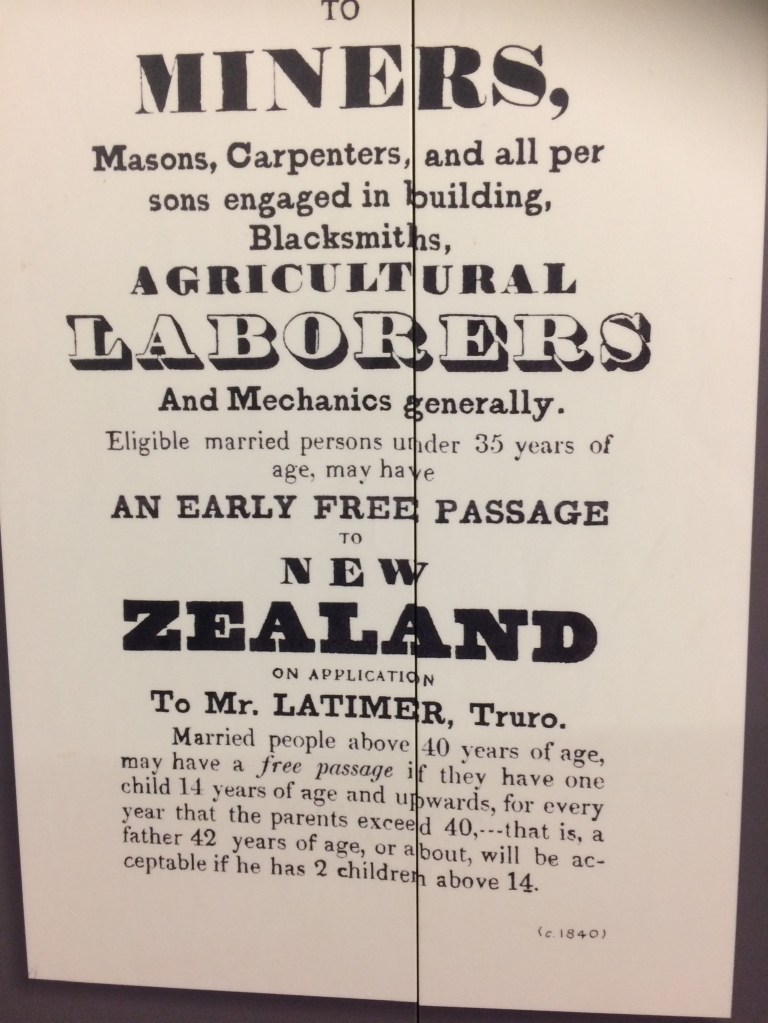 TO
MINERS,
Masons, Carpenters, and all per
sons engaged in building,
Blacksmiths,
AGRICULTURAL
LABORERS
And Mechanics generally.
Eligible married persons under 35 years of
age, may have
AN EARLY FREE PASSAGE
TO
NEW
ZEALAND
ON APPLICATION
To Mr. LATIMER, Truro.
Married people above 40 years of age,
may have a free passage if they have one
child 14 years of age and upwards, for every
year that the parents exceed 40,---that is, a
father 42 years of age, or about, will be ac-
ceptable if he has 2 children above 14.
(c. 1840)